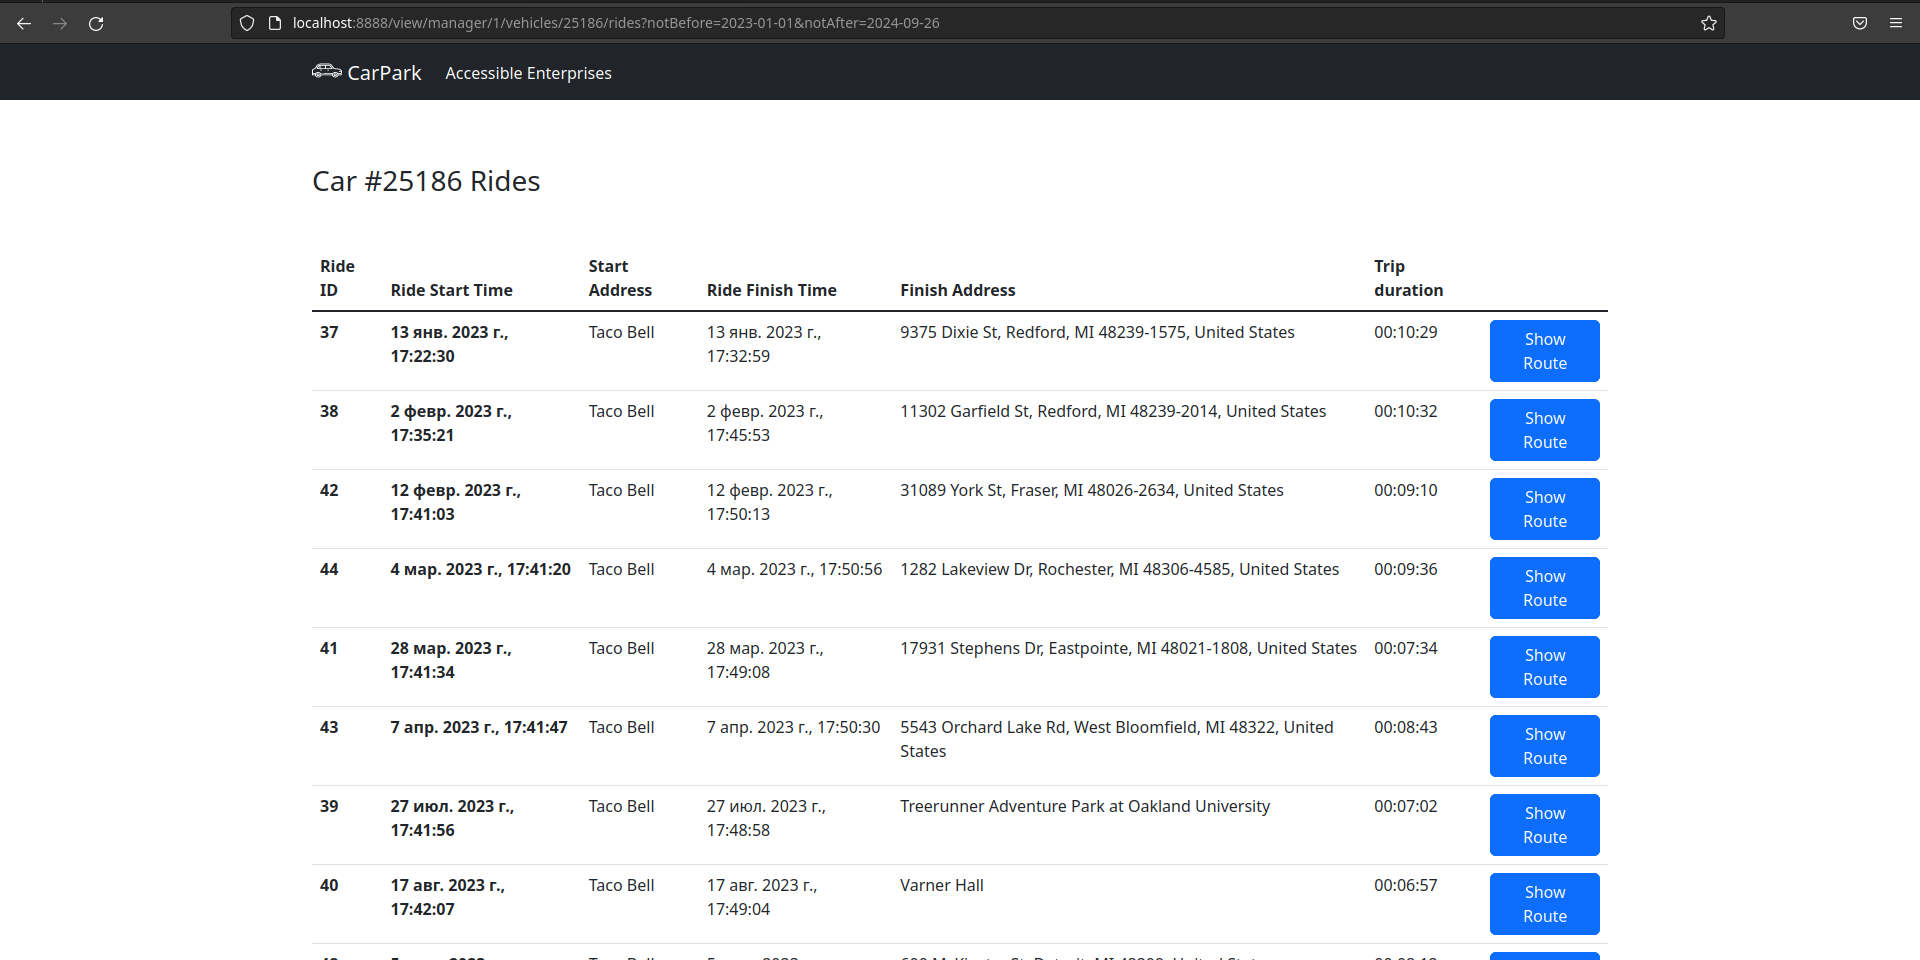 localhost:8888/view/manager/1/vehicles/25186/rides?notBefore=2023-01-01&notAfter=2024-09-26
CarPark Accessible Enterprises
Car #25186 Rides
Ride ID Ride Start Time Start Address Ride Finish Time Finish Address Trip duration
37 13 янв. 2023 г., 17:22:30 Taco Bell 13 янв. 2023 г., 17:32:59 9375 Dixie St, Redford, MI 48239-1575, United States 00:10:29 Show Route
38 2 февр. 2023 г., 17:35:21 Taco Bell 2 февр. 2023 г., 17:45:53 11302 Garfield St, Redford, MI 48239-2014, United States 00:10:32 Show Route
42 12 февр. 2023 г., 17:41:03 Taco Bell 12 февр. 2023 г., 17:50:13 31089 York St, Fraser, MI 48026-2634, United States 00:09:10 Show Route
44 4 мар. 2023 г., 17:41:20 Taco Bell 4 мар. 2023 г., 17:50:56 1282 Lakeview Dr, Rochester, MI 48306-4585, United States 00:09:36 Show Route
41 28 мар. 2023 г., 17:41:34 Taco Bell 28 мар. 2023 г., 17:49:08 17931 Stephens Dr, Eastpointe, MI 48021-1808, United States 00:07:34 Show Route
43 7 апр. 2023 г., 17:41:47 Taco Bell 7 апр. 2023 г., 17:50:30 5543 Orchard Lake Rd, West Bloomfield, MI 48322, United States 00:08:43 Show Route
39 27 июл. 2023 г., 17:41:56 Taco Bell 27 июл. 2023 г., 17:48:58 Treerunner Adventure Park at Oakland University 00:07:02 Show Route
40 17 авг. 2023 г., 17:42:07 Taco Bell 17 авг. 2023 г., 17:49:04 Varner Hall 00:06:57 Show Route